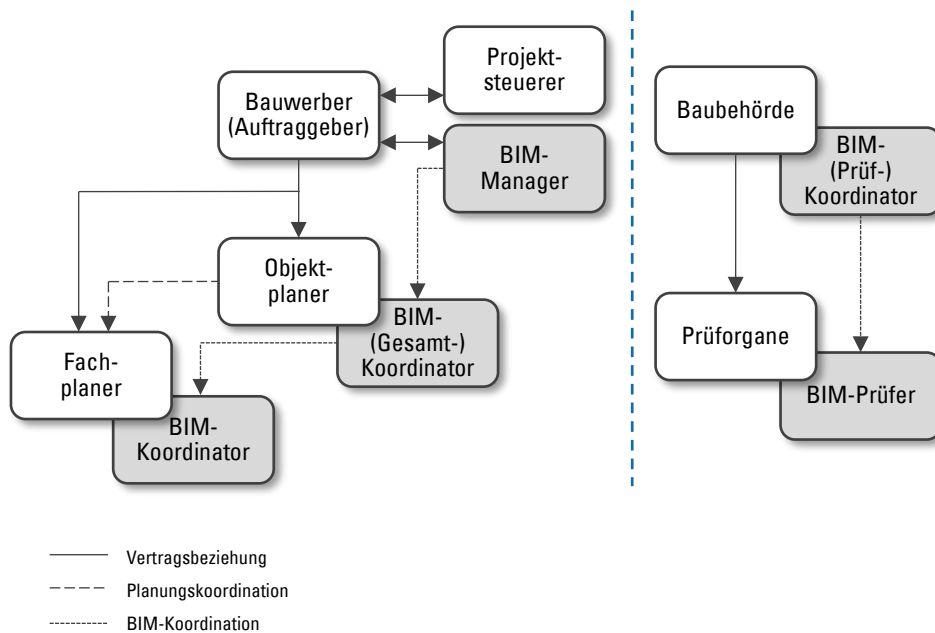 Projekt-
steuerer
Bauwerber
(Auftraggeber)
BIM-
Manager
Objekt-
planer
BIM-
(Gesamt-)
Koordinator
Fach-
planer
BIM-
Koordinator
Baubehörde
BIM-
(Prüf-)
Koordinator
Prüforgane
BIM-Prüfer
Vertragsbeziehung
Planungskoordination
BIM-Koordination